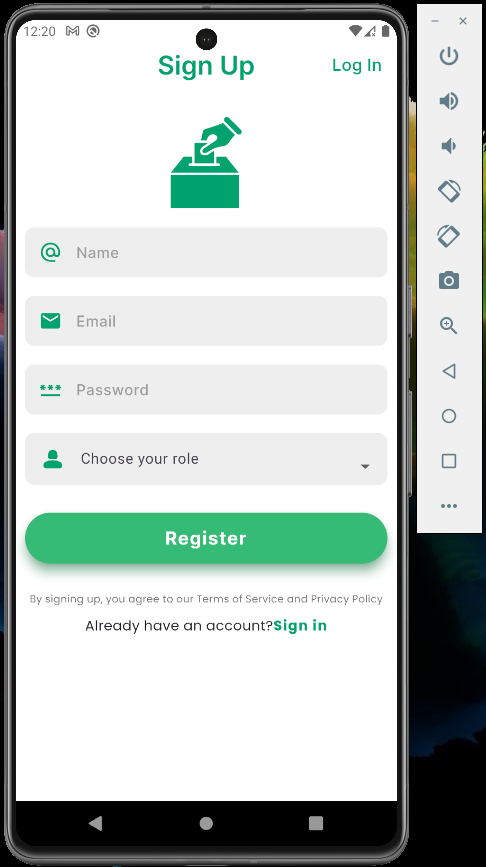 12:20
Sign Up
Log In
Name
Email
***
Password
Choose your role
Register
By signing up, you agree to our Terms of Service and Privacy Policy
Already have an account?Sign in